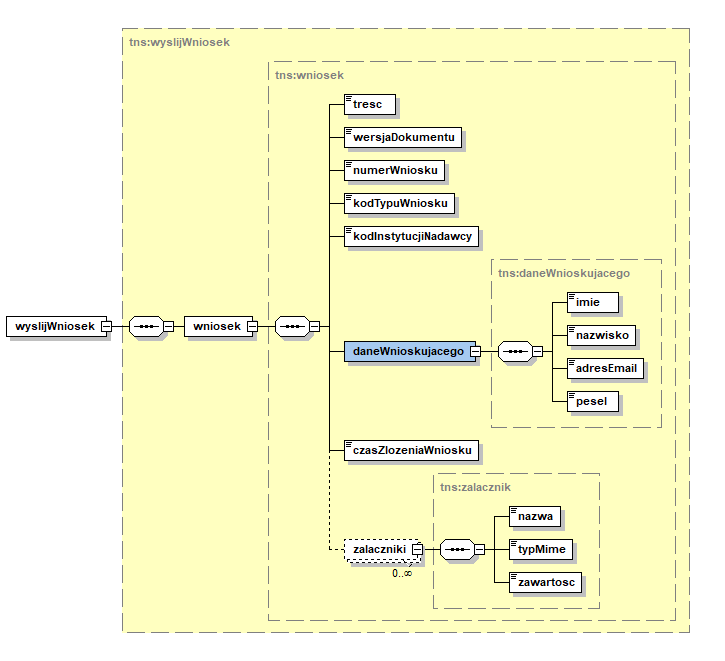 tns:wyslijWniosek
tns:wniosek
tresc
wersjaDokumentu
numerWniosku
kodTypuWniosku
kodInstytucjiNadawcy
tns:daneWnioskujacego
imie
wyslijWniosek
wniosek
nazwisko
daneWnioskujacego
adresEmail
pesel
czasZlozeniaWniosku
tns:zalacznik
nazwa
zalaczniki
typMime
0..∞
zawartosc